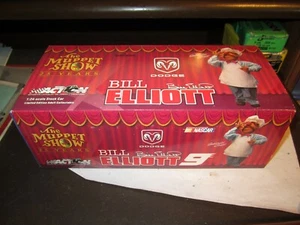 The
MUPPET
SHOW
25 YEARS
DODGE
ACTION
1:24 scale Stock Car
BILL
ELLIOTT
The
MUPPET
SHOW
25 YEARS
DODGE
NASCAR
ACTION
BILL
ELLIOTT 9